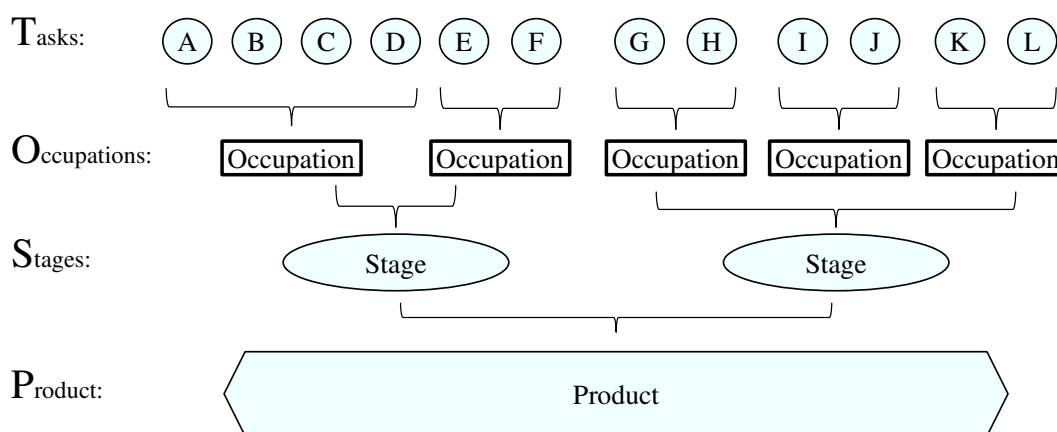 Tasks: A B C D E F G H I J K L
Occupations: Occupation Occupation Occupation Occupation Occupation
Stages: Stage Stage
Product: Product